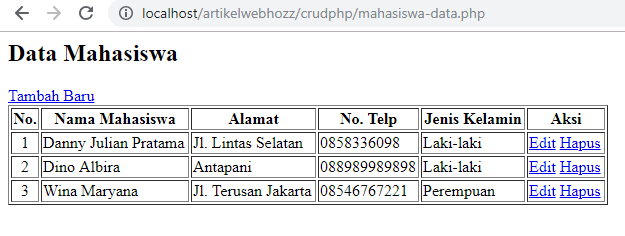 localhost/artikelwebhozz/crudphp/mahasiswa-data.php
Data Mahasiswa
Tambah Baru
No. Nama Mahasiswa Alamat No. Telp Jenis Kelamin Aksi
1 Danny Julian Pratama Jl. Lintas Selatan 0858336098 Laki-laki Edit Hapus
2 Dino Albira Antapani 088989989898 Laki-laki Edit Hapus
3 Wina Maryana Jl. Terusan Jakarta 08546767221 Perempuan Edit Hapus